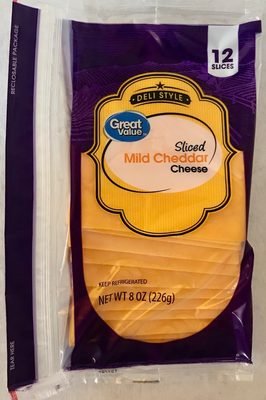 RECLOSABLE PACKAGE
12
SLICES
DELI STYLE
Great
Value
Sliced
Mild Cheddar
Cheese
KEEP REFRIGERATED
NET WT 8 OZ (226g)
TEAR HERE